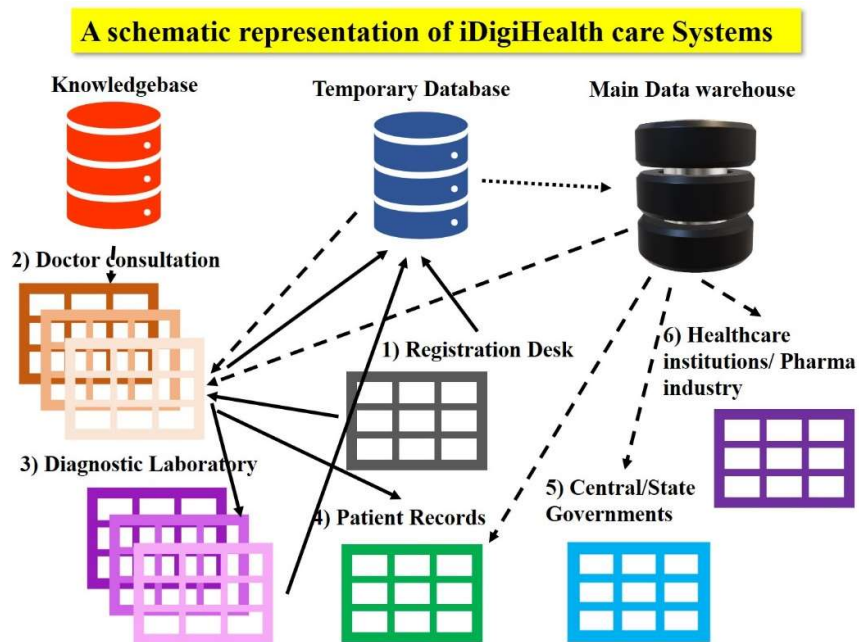 A schematic representation of iDigiHealth care Systems
Knowledgebase
Temporary Database
Main Data warehouse
2) Doctor consultation
1) Registration Desk
6) Healthcare
institutions/ Pharma
industry
3) Diagnostic Laboratory
4) Patient Records
5) Central/State
Governments